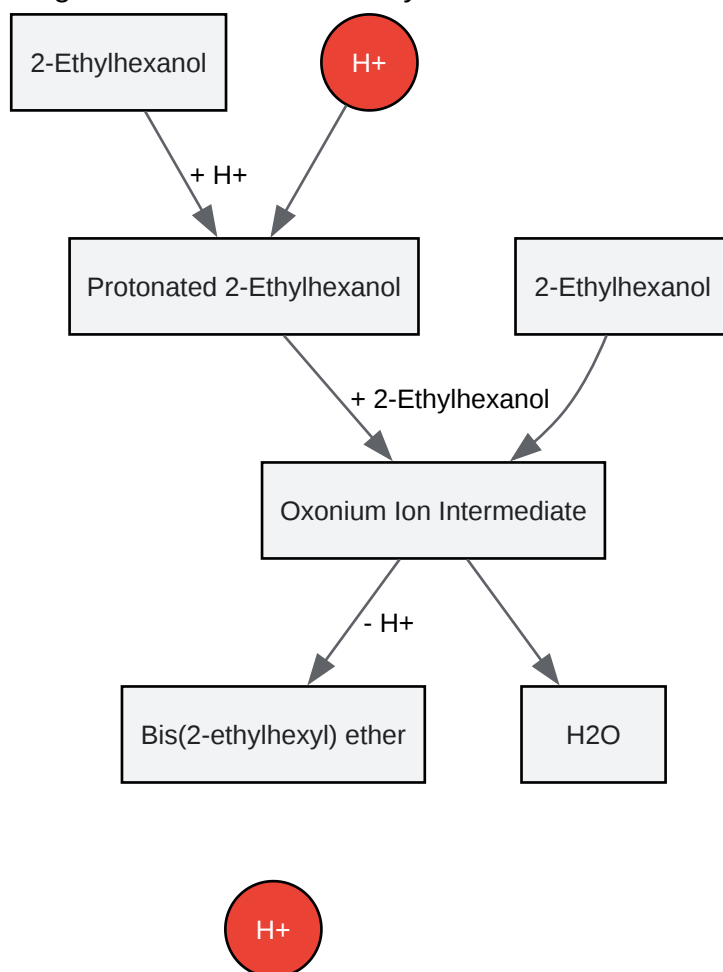 2-Ethylhexanol
H+
+ H+
Protonated 2-Ethylhexanol
2-Ethylhexanol
+ 2-Ethylhexanol
Oxonium Ion Intermediate
- H+
Bis(2-ethylhexyl) ether
H2O
H+